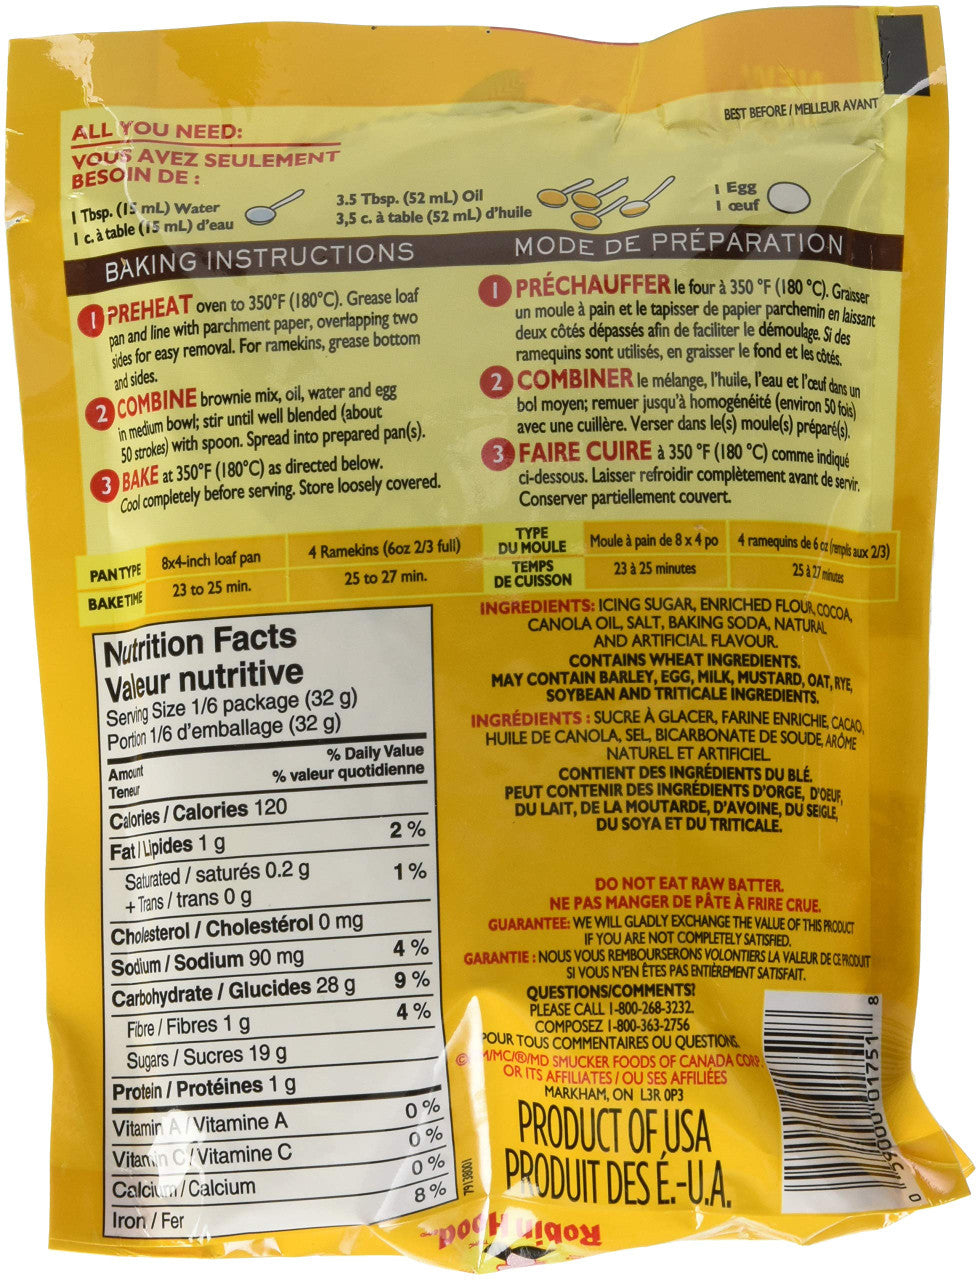 BEST BEFORE / MEILLEUR AVANT
ALL YOU NEED:
VOUS AVEZ SEULEMENT
BESOIN DE :
1 Tbsp. (15 mL) Water
1 c. à table (15 mL) d'eau
3.5 Tbsp. (52 mL) Oil
3,5 c. à table (52 mL) d'huile
1 Egg
1 œuf
BAKING INSTRUCTIONS
1 PREHEAT oven to 350°F (180°C). Grease loaf
pan and line with parchment paper, overlapping two
sides for easy removal. For ramekins, grease bottom
and sides.
2 COMBINE brownie mix, oil, water and egg
in medium bowl; stir until well blended (about
50 strokes) with spoon. Spread into prepared pan(s).
3 BAKE at 350°F (180°C) as directed below.
Cool completely before serving. Store loosely covered.
MODE DE PRÉPARATION
1 PRÉCHAUFFER le four à 350 °F (180 °C). Graisser
un moule à pain et le tapisser de papier parchemin en laissant
deux côtés dépassés afin de faciliter le démoulage. Si des
ramequins sont utilisés, en graisser le fond et les côtés.
2 COMBINER le mélange, l'huile, l'eau et l'œuf dans un
bol moyen; remuer jusqu'à homogénéité (environ 50 fois)
avec une cuillère. Verser dans le(s) moule(s) préparé(s).
3 FAIRE CUIRE à 350 °F (180 °C) comme indiqué
ci-dessous. Laisser refroidir complètement avant de servir.
Conserver partiellement couvert.
PAN TYPE 8x4-inch loaf pan 4 Ramekins (6oz 2/3 full)
BAKE TIME 23 to 25 min. 25 to 27 min.
TYPE
DU MOULE Moule à pain de 8 x 4 po 4 ramequins de 6 oz (remplis aux 2/3)
TEMPS
DE CUISSON 23 à 25 minutes 25 à 27 minutes
Nutrition Facts
Valeur nutritive
Serving Size 1/6 package (32 g)
Portion 1/6 d'emballage (32 g)
Amount % Daily Value
Teneur % valeur quotidienne
Calories / Calories 120
Fat / Lipides 1 g 2 %
Saturated / saturés 0.2 g 1 %
+ Trans / trans 0 g
Cholesterol / Cholestérol 0 mg
Sodium / Sodium 90 mg 4 %
Carbohydrate / Glucides 28 g 9 %
Fibre / Fibres 1 g 4 %
Sugars / Sucres 19 g
Protein / Protéines 1 g
Vitamin A / Vitamine A 0 %
Vitamin C / Vitamine C 0 %
Calcium / Calcium 0 %
Iron / Fer 8 %
INGREDIENTS: ICING SUGAR, ENRICHED FLOUR, COCOA,
CANOLA OIL, SALT, BAKING SODA, NATURAL
AND ARTIFICIAL FLAVOUR.
CONTAINS WHEAT INGREDIENTS.
MAY CONTAIN BARLEY, EGG, MILK, MUSTARD, OAT, RYE,
SOYBEAN AND TRITICALE INGREDIENTS.
INGRÉDIENTS : SUCRE À GLACER, FARINE ENRICHIE, CACAO,
HUILE DE CANOLA, SEL, BICARBONATE DE SOUDE, ARÔME
NATUREL ET ARTIFICIEL.
CONTIENT DES INGRÉDIENTS DU BLÉ.
PEUT CONTENIR DES INGRÉDIENTS D'ORGE, D'OEUF,
DU LAIT, DE LA MOUTARDE, D'AVOINE, DU SEIGLE,
DU SOYA ET DU TRITICALE.
DO NOT EAT RAW BATTER.
NE PAS MANGER DE PÂTE À FRIRE CRUE.
GUARANTEE: WE WILL GLADLY EXCHANGE THE VALUE OF THIS PRODUCT
IF YOU ARE NOT COMPLETELY SATISFIED.
GARANTIE : NOUS VOUS REMBOURSERONS VOLONTIERS LA VALEUR DE CE PRODUIT
SI VOUS N'EN ÊTES PAS ENTIÈREMENT SATISFAIT.
QUESTIONS/COMMENTS?
PLEASE CALL 1-800-268-3232.
COMPOSEZ 1-800-363-2756
POUR TOUS COMMENTAIRES OU QUESTIONS.
SMUCKER FOODS OF CANADA CORP.
OR ITS AFFILIATES / OU SES AFFILIÉES
MARKHAM, ON L3R 0P3
PRODUCT OF USA
PRODUIT DES É.-U.A.
79138001
0 59000 01751 8
Robin Hood